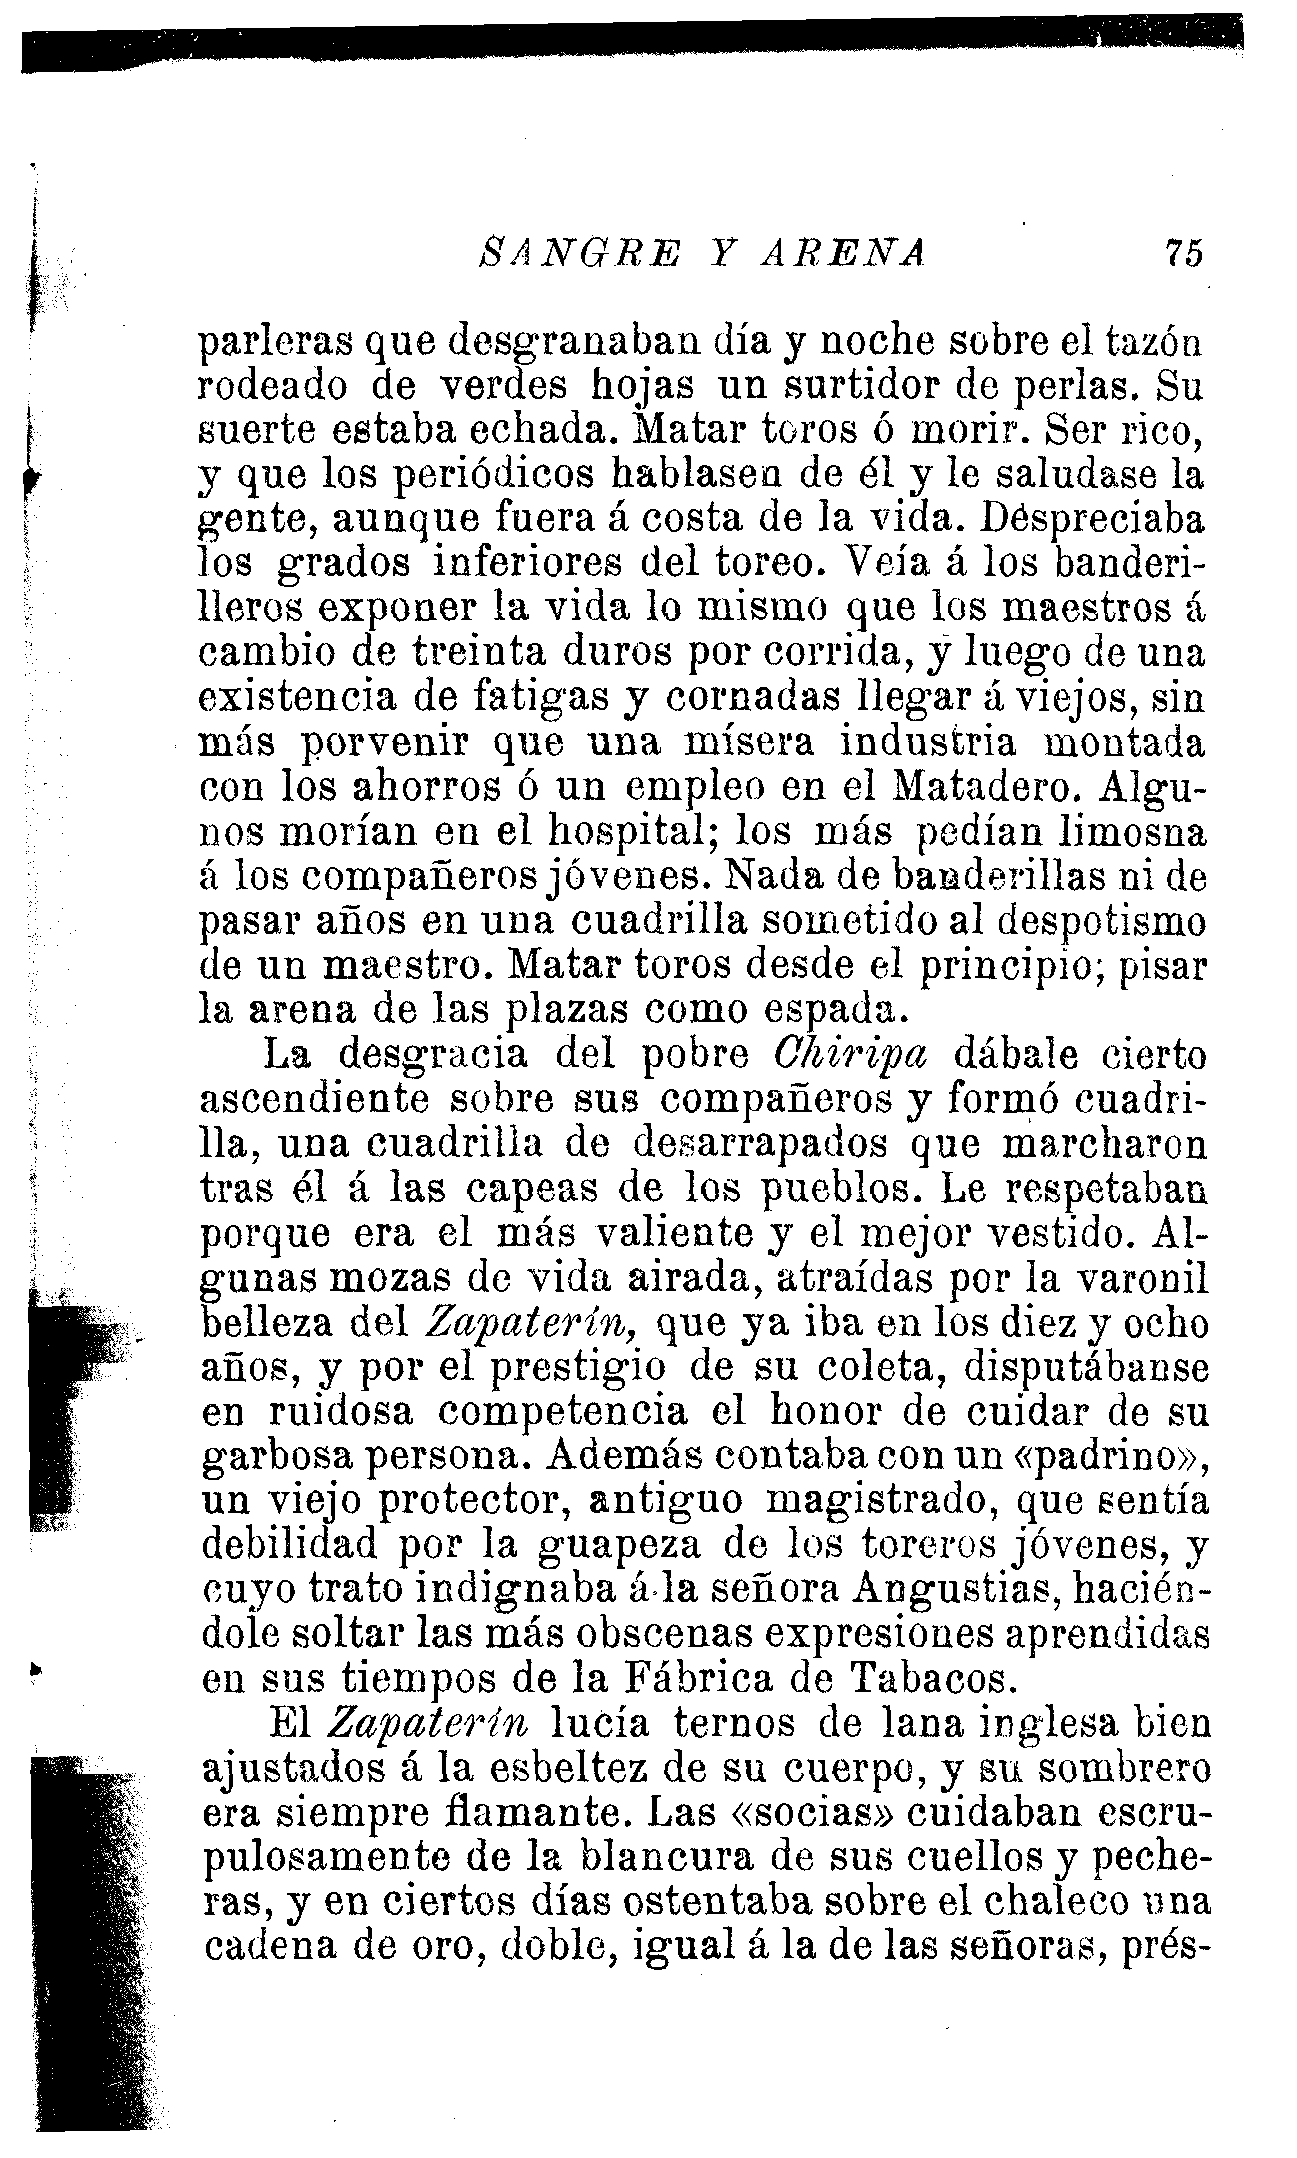 SANGRE Y ARENA 75
parleras que desgranaban día y noche sobre el tazón
rodeado de verdes hojas un surtidor de perlas. Su
suerte estaba echada. Matar toros ó morir. Ser rico,
y que los periódicos hablasen de él y le saludase la
gente, aunque fuera á costa de la vida. Despreciaba
los grados inferiores del toreo. Veía á los banderi-
lleros exponer la vida lo mismo que los maestros á
cambio de treinta duros por corrida, y luego de una
existencia de fatigas y cornadas llegar á viejos, sin
más porvenir que una mísera industria montada
con los ahorros ó un empleo en el Matadero. Algu-
nos morían en el hospital; los más pedían limosna
á los compañeros jóvenes. Nada de banderillas ni de
pasar años en una cuadrilla sometido al despotismo
de un maestro. Matar toros desde el principio; pisar
la arena de las plazas como espada.
La desgracia del pobre Chiripa dábale cierto
ascendiente sobre sus compañeros y formó cuadri-
lla, una cuadrilla de desarrapados que marcharon
tras él á las capeas de los pueblos. Le respetaban
porque era el más valiente y el mejor vestido. Al-
gunas mozas de vida airada, atraídas por la varonil
belleza del Zapaterín, que ya iba en los diez y ocho
años, y por el prestigio de su coleta, disputábanse
en ruidosa competencia el honor de cuidar de su
garbosa persona. Además contaba con un «padrino»,
un viejo protector, antiguo magistrado, que sentía
debilidad por la guapeza de los toreros jóvenes, y
cuyo trato indignaba á la señora Angustias, hacién-
dole soltar las más obscenas expresiones aprendidas
en sus tiempos de la Fábrica de Tabacos.
El Zapaterín lucía ternos de lana inglesa bien
ajustados á la esbeltez de su cuerpo, y su sombrero
era siempre flamante. Las «socias» cuidaban escru-
pulosamente de la blancura de sus cuellos y peche-
ras, y en ciertos días ostentaba sobre el chaleco una
cadena de oro, doble, igual á la de las señoras, prés-